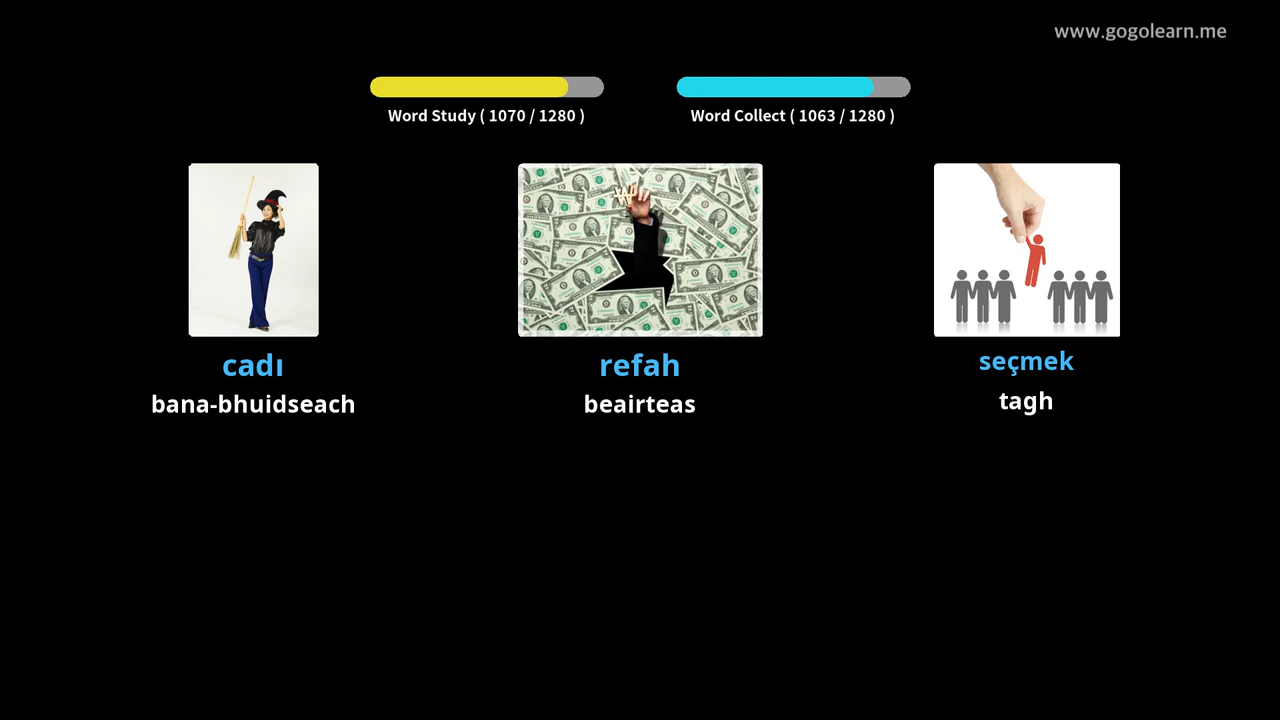 www.gogolearn.me
Word Study ( 1070 / 1280 )
Word Collect ( 1063 / 1280 )
cadı
bana-bhuidseach
refah
beairteas
seçmek
tagh